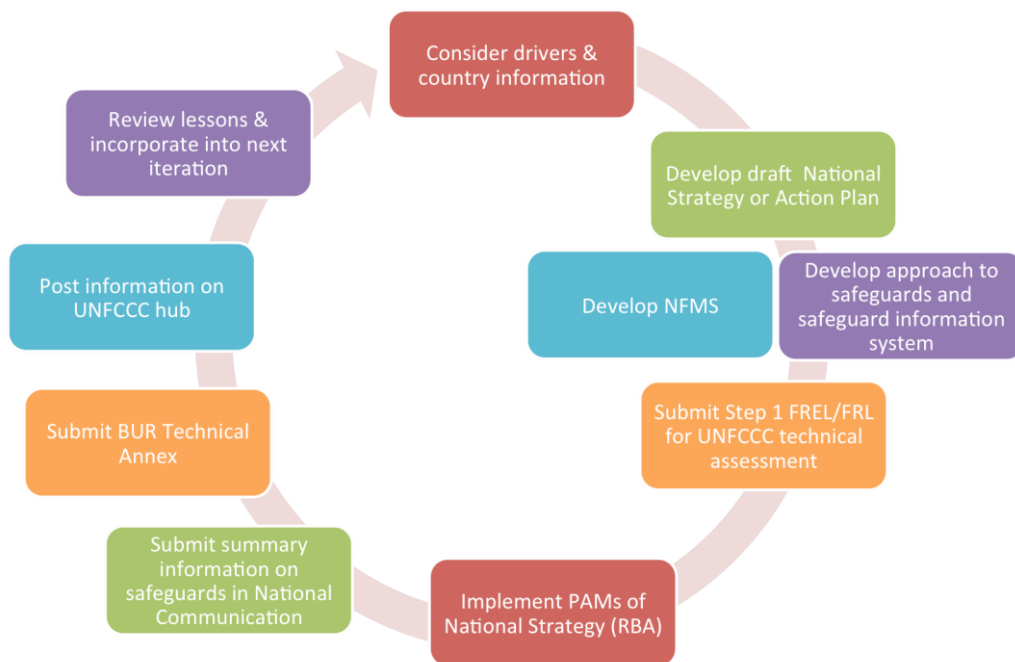 Consider drivers &
country information
Develop draft National
Strategy or Action Plan
Develop NFMS
Develop approach to
safeguards and
safeguard information
system
Submit Step 1 FREL/FRL
for UNFCCC technical
assessment
Implement PAMs of
National Strategy (RBA)
Submit summary
information on
safeguards in National
Communication
Submit BUR Technical
Annex
Post information on
UNFCCC hub
Review lessons &
incorporate into next
iteration